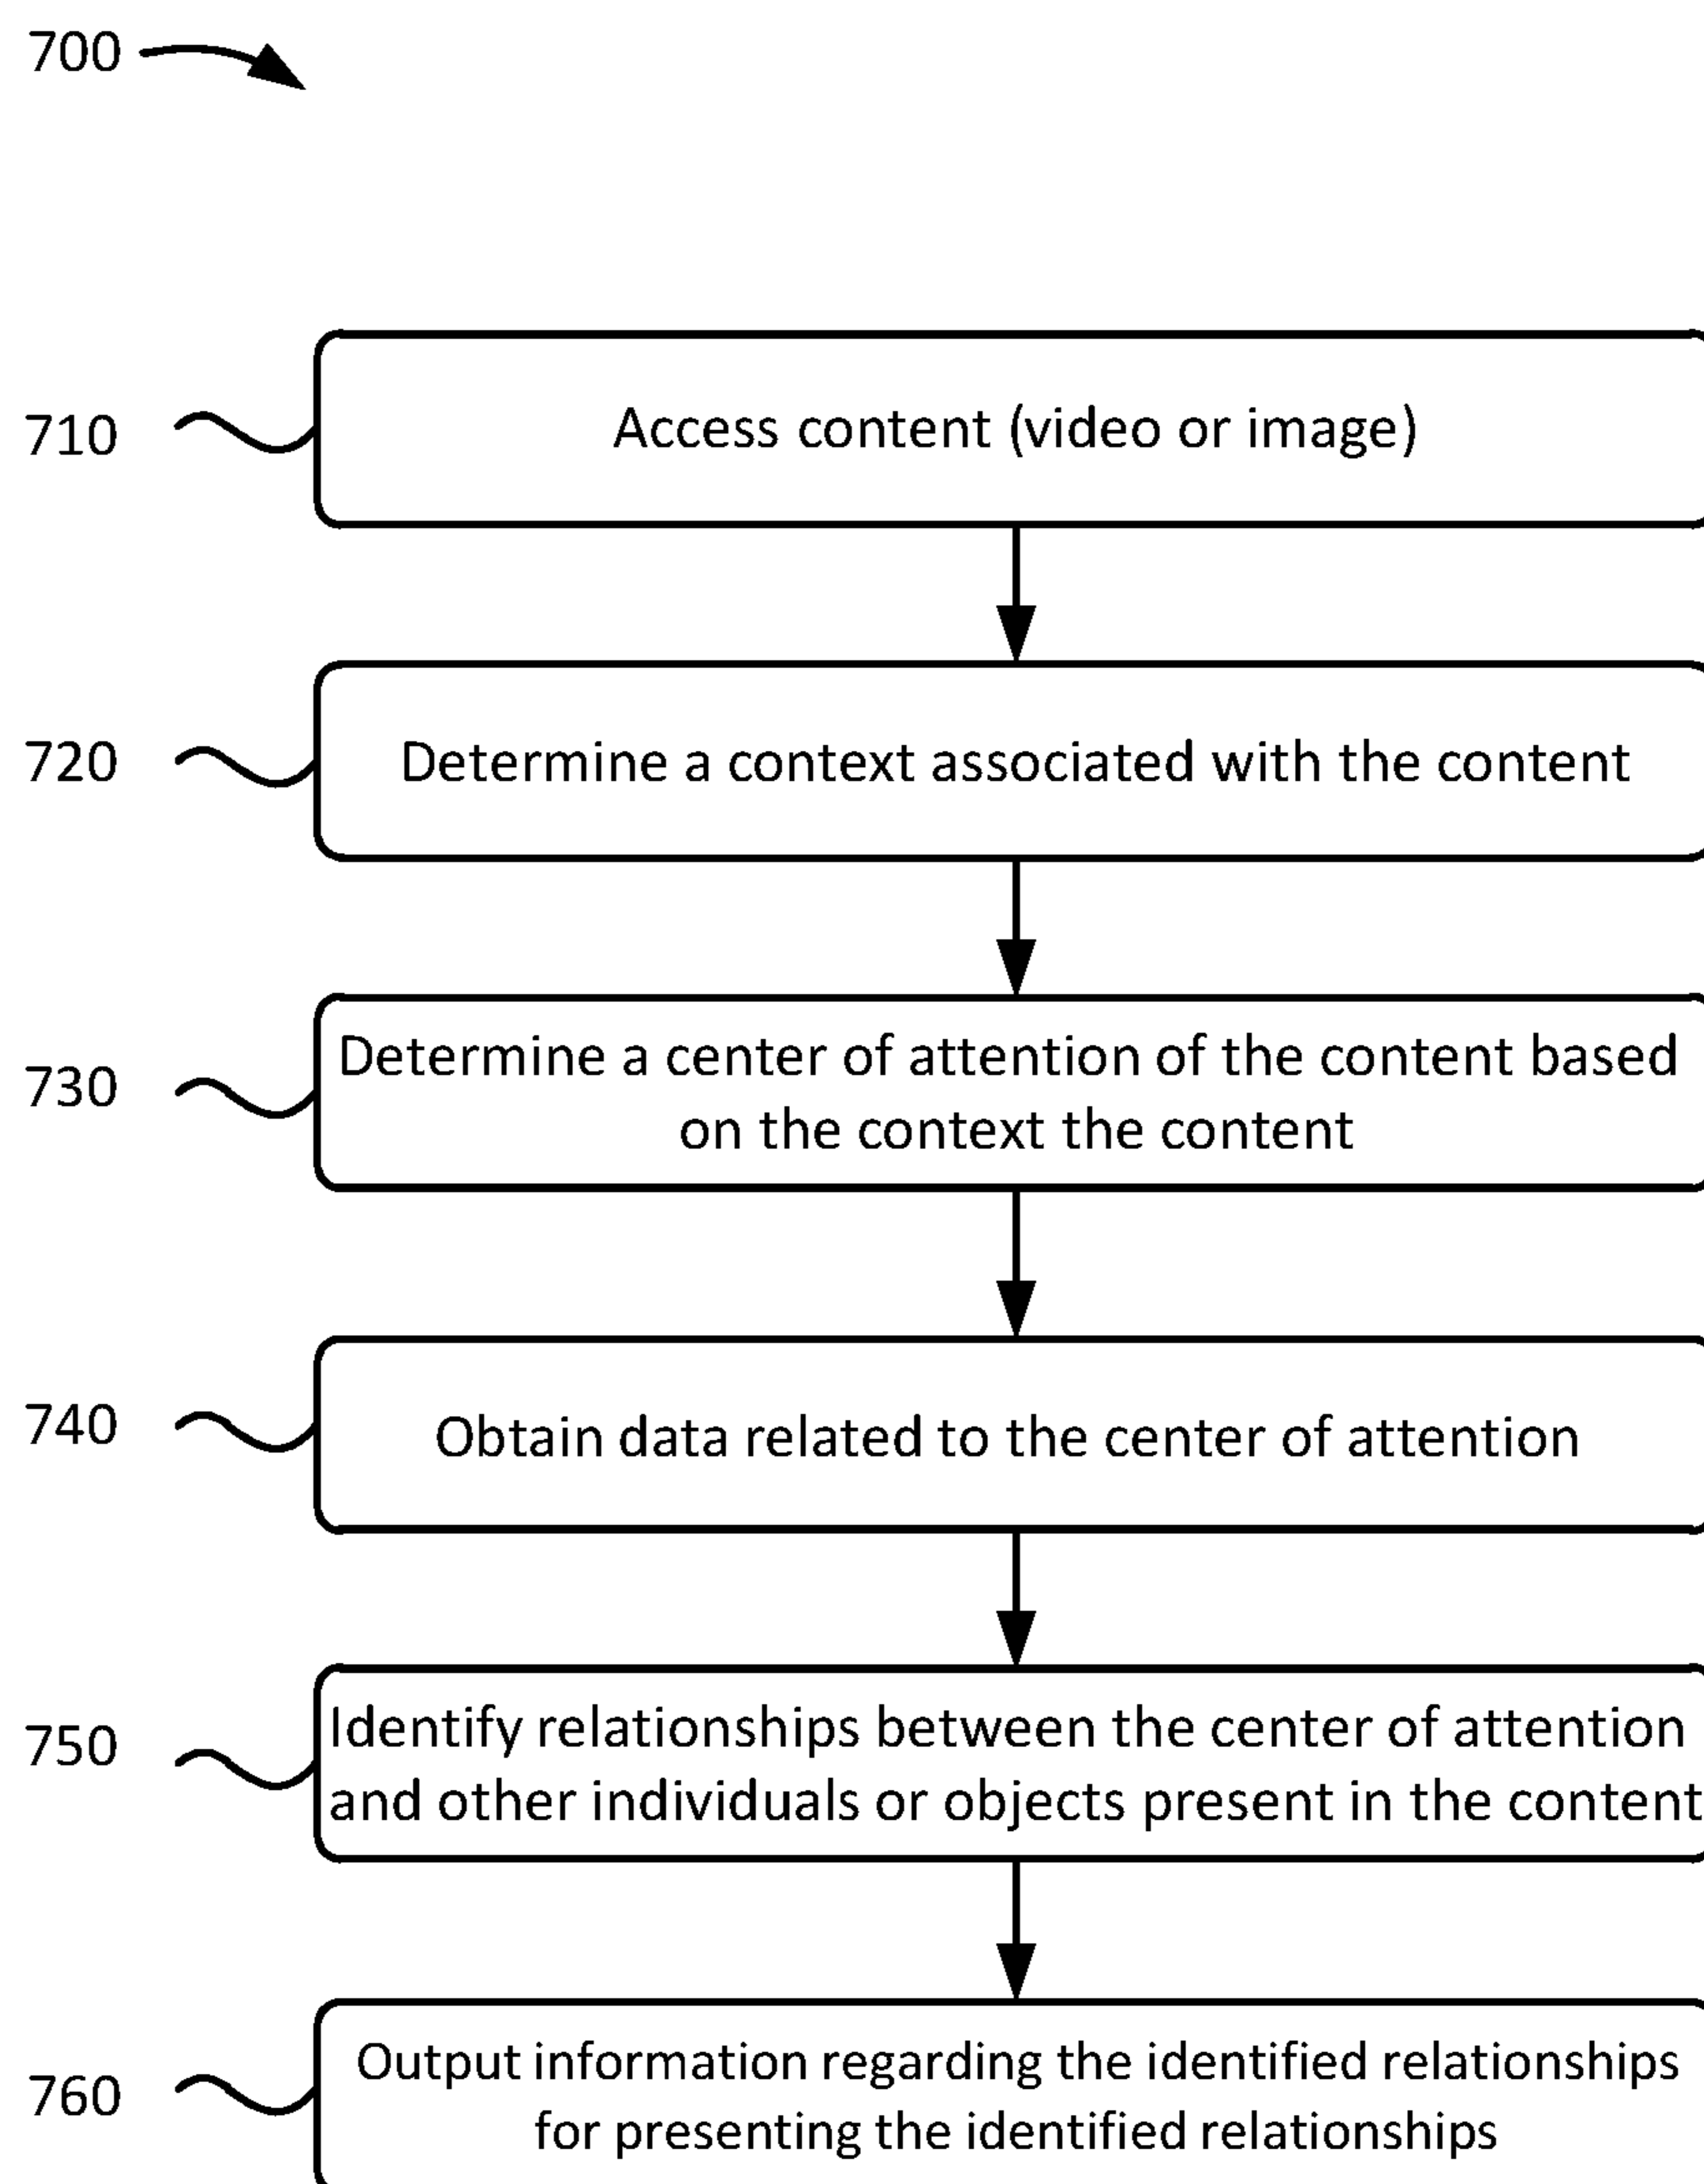 700
710
Access content (video or image)
720
Determine a context associated with the content
730
Determine a center of attention of the content based
on the context the content
740
Obtain data related to the center of attention
750
Identify relationships between the center of attention
and other individuals or objects present in the content
760
Output information regarding the identified relationships
for presenting the identified relationships